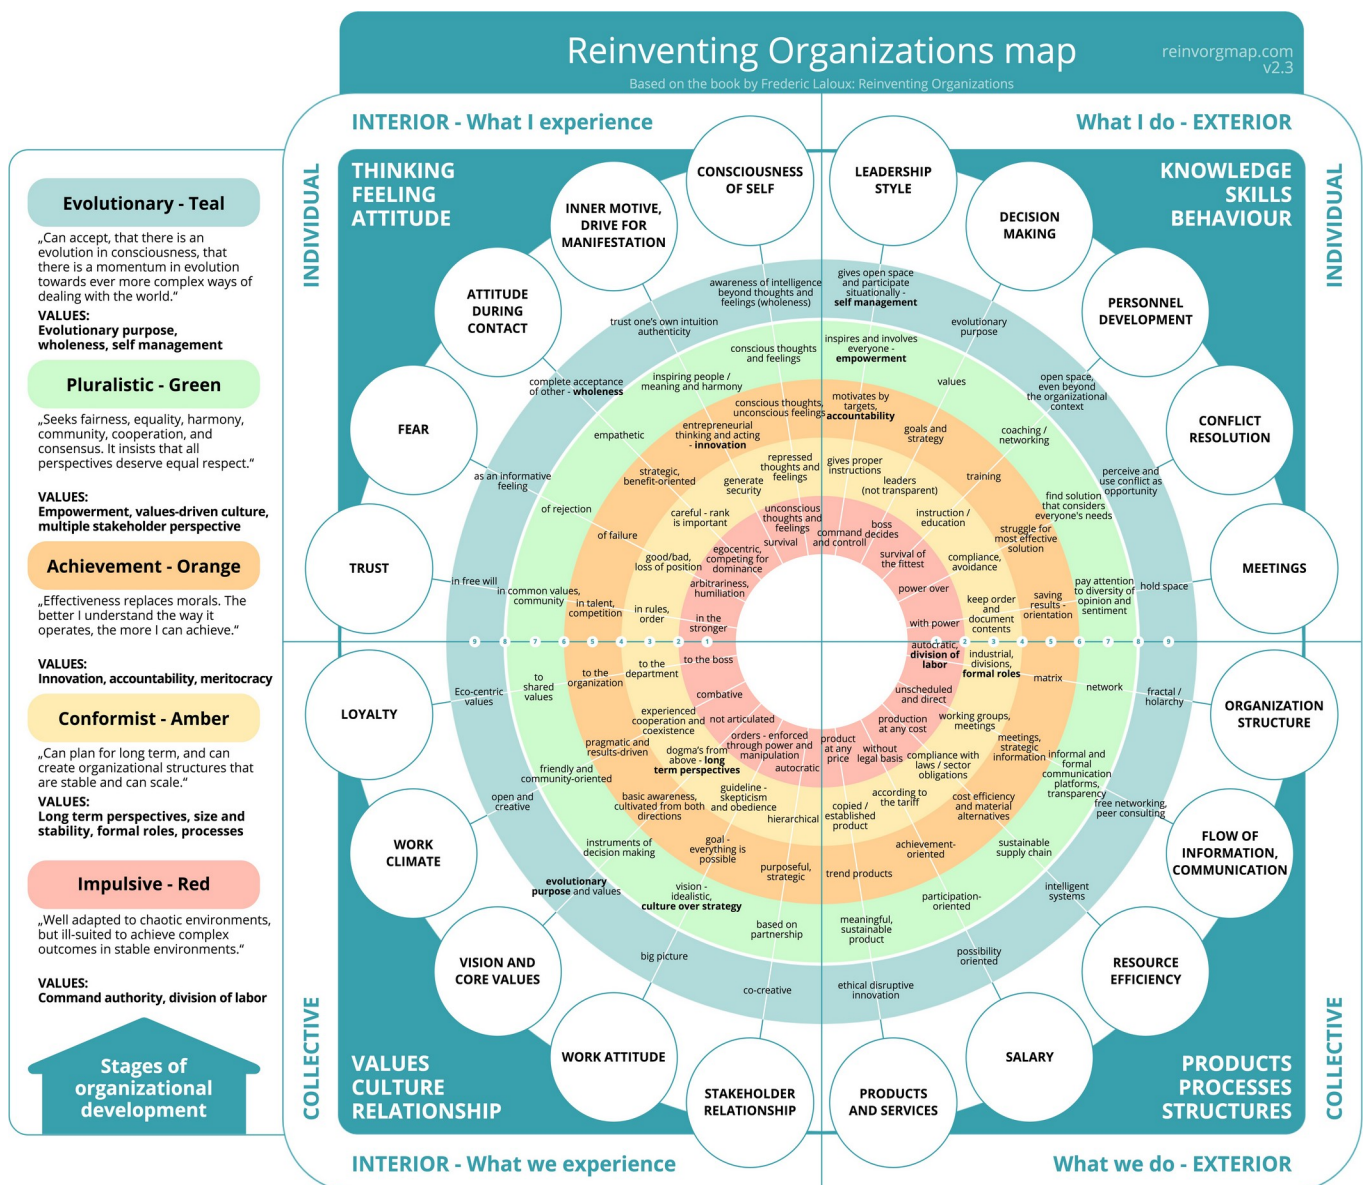 Reinventing Organizations map
reinvorgmap.com
v2.3
Based on the book by Frederic Laloux: Reinventing Organizations
INTERIOR - What I experience
What I do - EXTERIOR
INDIVIDUAL
THINKING
FEELING
ATTITUDE
KNOWLEDGE
SKILLS
BEHAVIOUR
INDIVIDUAL
Evolutionary - Teal
„Can accept, that there is an
evolution in consciousness, that
there is a momentum in evolution
towards ever more complex ways of
dealing with the world.“
VALUES:
Evolutionary purpose,
wholeness, self management
Pluralistic - Green
„Seeks fairness, equality, harmony,
community, cooperation, and
consensus. It insists that all
perspectives deserve equal respect.“
VALUES:
Empowerment, values-driven culture,
multiple stakeholder perspective
Achievement - Orange
„Effectiveness replaces morals. The
better I understand the way it
operates, the more I can achieve.“
VALUES:
Innovation, accountability, meritocracy
Conformist - Amber
„Can plan for long term, and can
create organizational structures that
are stable and can scale.“
VALUES:
Long term perspectives, size and
stability, formal roles, processes
Impulsive - Red
„Well adapted to chaotic environments,
but ill-suited to achieve complex
outcomes in stable environments.“
VALUES:
Command authority, division of labor
Stages of
organizational
development
CONSCIOUSNESS
OF SELF
awareness of intelligence
beyond thoughts and
feelings (wholeness)
conscious thoughts
and feelings
conscious thoughts,
unconscious feelings
repressed
thoughts and
feelings
unconscious
thoughts and
feelings
INNER MOTIVE,
DRIVE FOR
MANIFESTATION
trust one's own intuition
authenticity
inspiring people /
meaning and harmony
entrepreneurial
thinking and acting
- innovation
generate
security
survival
ATTITUDE
DURING
CONTACT
complete acceptance
of other - wholeness
empathetic
strategic,
benefit-oriented
careful - rank
is important
egocentric,
competing for
dominance
FEAR
as an informative
feeling
of rejection
of failure
good/bad,
loss of position
arbitrariness,
humiliation
TRUST
in free will
in common values,
community
in talent,
competition
in rules,
order
in the
stronger
LEADERSHIP
STYLE
gives open space
and participate
situationally -
self management
inspires and involves
everyone -
empowerment
motivates by
targets,
accountability
gives proper
instructions
command
and controll
DECISION
MAKING
evolutionary
purpose
values
goals and
strategy
leaders
(not transparent)
boss
decides
PERSONNEL
DEVELOPMENT
open space,
even beyond
the organizational
context
coaching /
networking
training
instruction /
education
survival of
the fittest
CONFLICT
RESOLUTION
perceive and
use conflict as
opportunity
find solution
that considers
everyone's needs
struggle for
most effective
solution
compliance,
avoidance
power over
MEETINGS
hold space
pay attention
to diversity of
opinion and
sentiment
saving
results -
orientation
keep order
and
document
contents
with power
9 8 7 6 5 4 3 2 1
1 2 3 4 5 6 7 8 9
LOYALTY
Eco-centric
values
to
shared
values
to the
organization
to the
department
to the boss
WORK
CLIMATE
open and
creative
friendly and
community-oriented
pragmatic and
results-driven
experienced
cooperation and
coexistence
combative
VISION AND
CORE VALUES
evolutionary
purpose and values
instruments of
decision making
basic awareness,
cultivated from both
directions
dogma's from
above - long
term perspectives
not articulated
WORK ATTITUDE
big picture
vision -
idealistic,
culture over strategy
goal -
everything is
possible
guideline -
skepticism
and obedience
orders - enforced
through power and
manipulation
STAKEHOLDER
RELATIONSHIP
co-creative
based on
partnership
purposeful,
strategic
hierarchical
autocratic
ORGANIZATION
STRUCTURE
fractal /
holarchy
network
matrix
industrial,
divisions,
formal roles
autocratic,
division of
labor
FLOW OF
INFORMATION,
COMMUNICATION
free networking,
peer consulting
informal and
formal
communication
platforms,
transparency
meetings,
strategic
information
working groups,
meetings
unscheduled
and direct
RESOURCE
EFFICIENCY
intelligent
systems
sustainable
supply chain
cost efficiency
and material
alternatives
compliance with
laws / sector
obligations
production
at any cost
SALARY
possibility
oriented
participation-
oriented
achievement-
oriented
according to
the tariff
without
legal basis
PRODUCTS
AND SERVICES
ethical disruptive
innovation
meaningful,
sustainable
product
trend products
copied /
established
product
product
at any
price
COLLECTIVE
VALUES
CULTURE
RELATIONSHIP
PRODUCTS
PROCESSES
STRUCTURES
COLLECTIVE
INTERIOR - What we experience
What we do - EXTERIOR